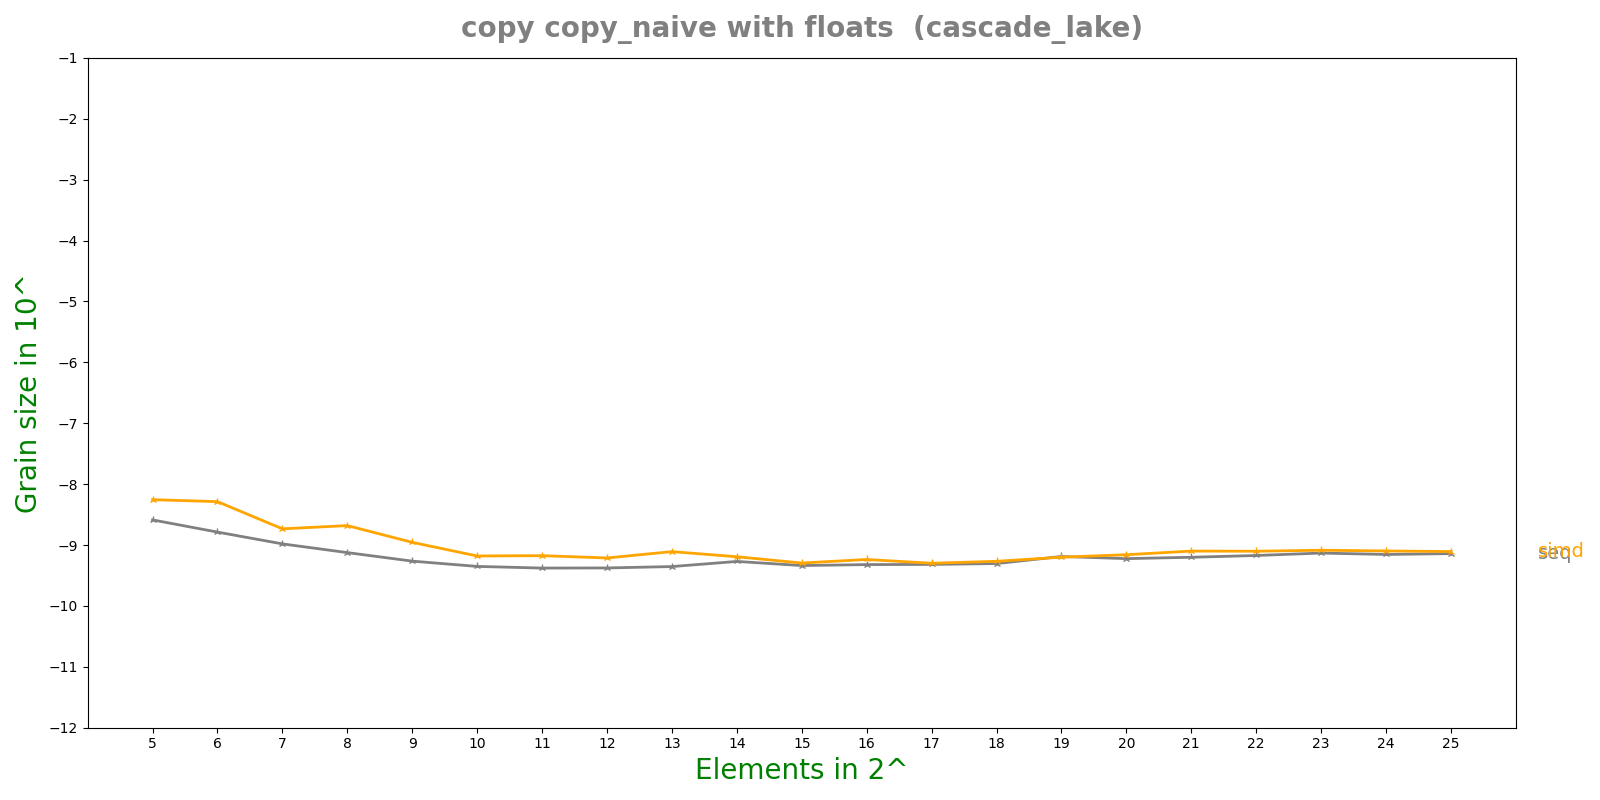 copy copy_naive with floats  (cascade_lake)
−1
−2
−3
−4
−5
−6
−7
−8
−9
−10
−11
−12
Grain size in 10^
simd
seq
5 6 7 8 9 10 11 12 13 14 15 16 17 18 19 20 21 22 23 24 25
Elements in 2^